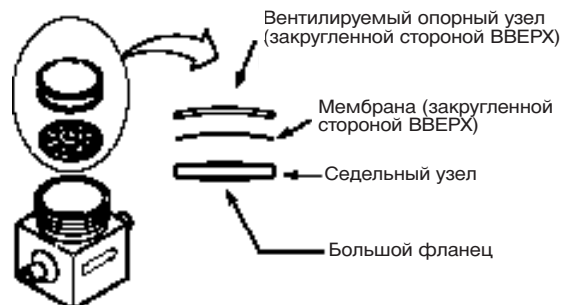 Вентилируемый опорный узел
(закругленной стороной ВВЕРХ)
Мембрана (закругленной
стороной ВВЕРХ)
Седельный узел
Большой фланец